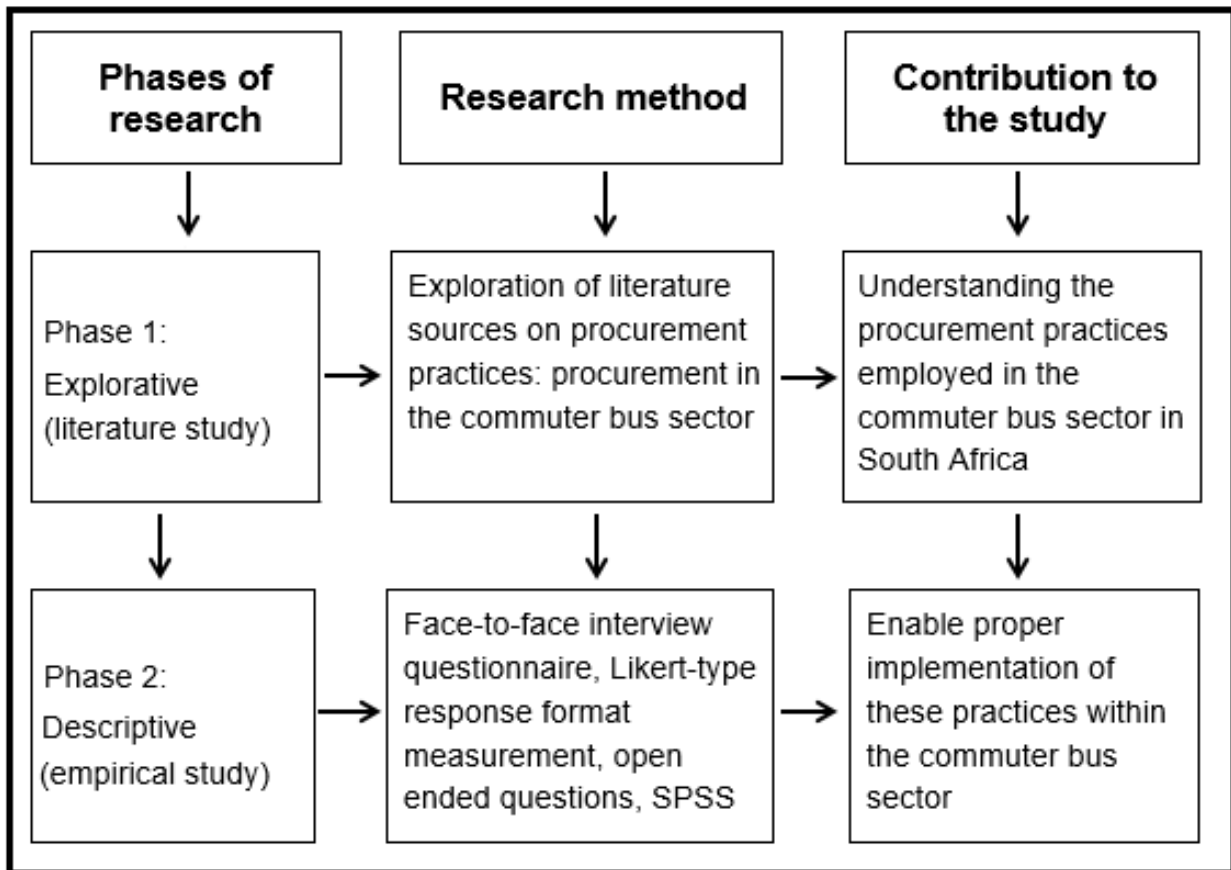 Phases of
research
Research method
Contribution to
the study
Phase 1:
Explorative
(literature study)
Exploration of literature
sources on procurement
practices: procurement in
the commuter bus sector
Understanding the
procurement practices
employed in the
commuter bus sector in
South Africa
Phase 2:
Descriptive
(empirical study)
Face-to-face interview
questionnaire, Likert-type
response format
measurement, open
ended questions, SPSS
Enable proper
implementation of
these practices within
the commuter bus
sector